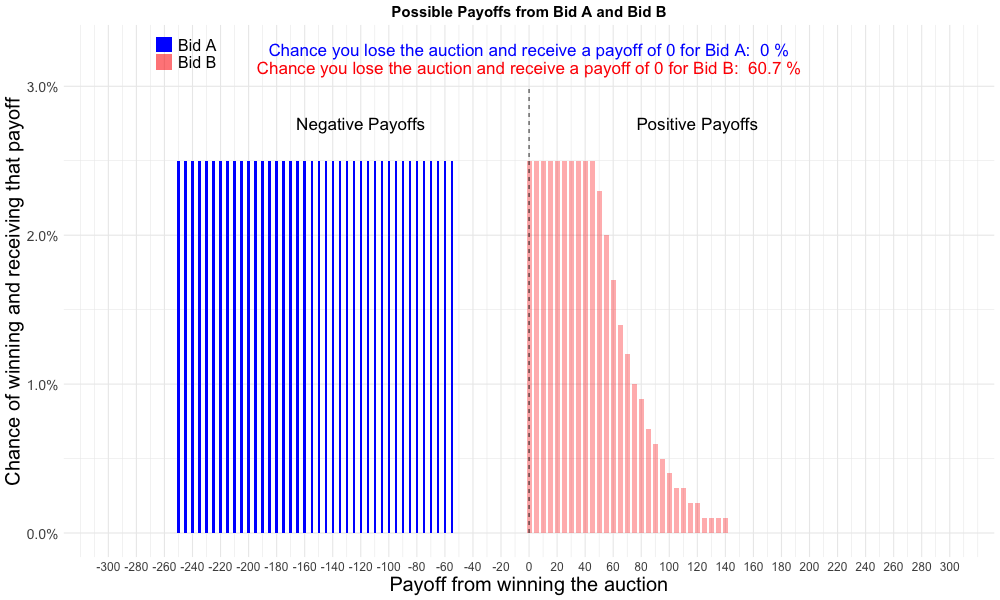 Possible Payoffs from Bid A and Bid B
Bid A
Bid B
Chance you lose the auction and receive a payoff of 0 for Bid A:  0 %
Chance you lose the auction and receive a payoff of 0 for Bid B:  60.7 %
Negative Payoffs
Positive Payoffs
Chance of winning and receiving that payoff
3.0%
2.0%
1.0%
0.0%
-300 -280 -260 -240 -220 -200 -180 -160 -140 -120 -100 -80 -60 -40 -20 0 20 40 60 80 100 120 140 160 180 200 220 240 260 280 300
Payoff from winning the auction